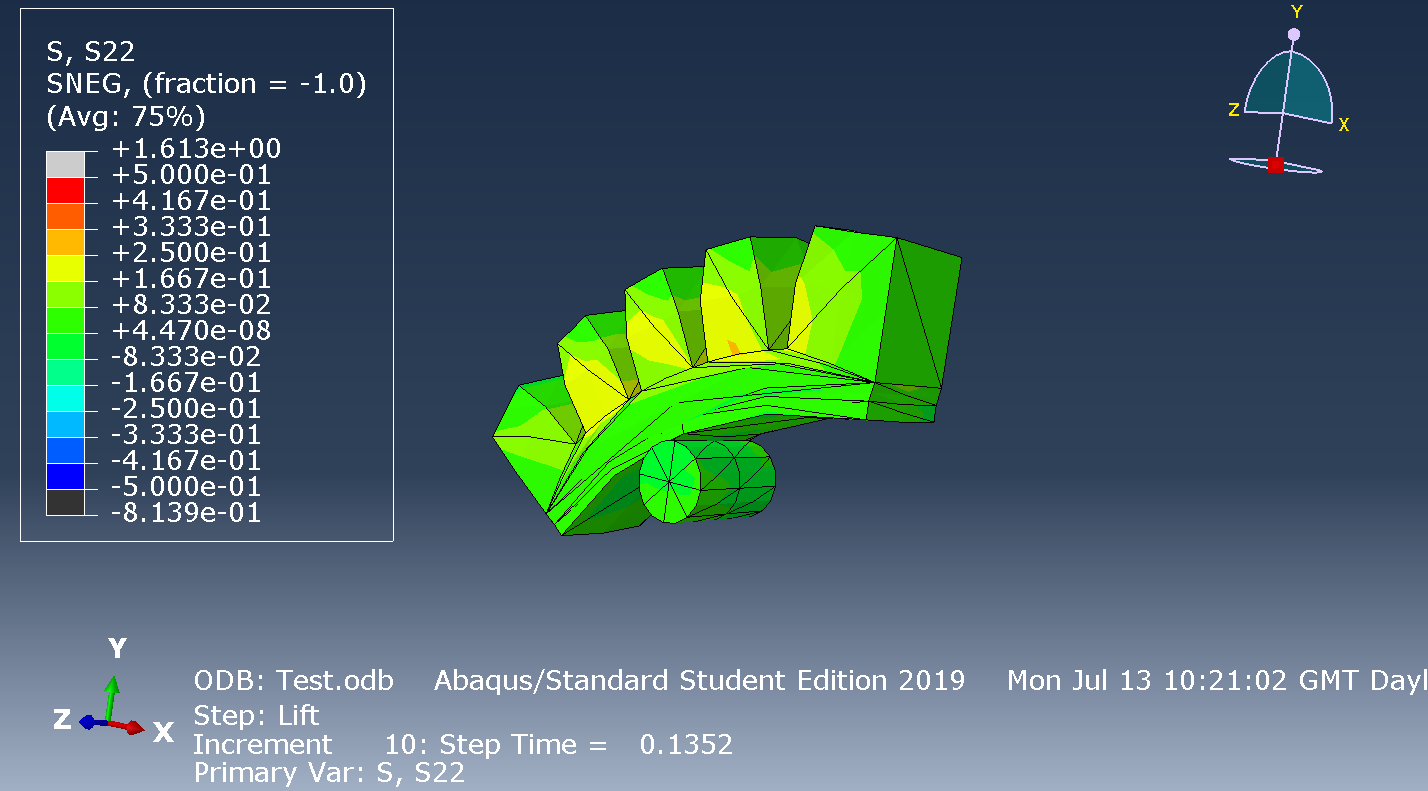 S, S22
SNEG, (fraction = -1.0)
(Avg: 75%)
+1.613e+00
+5.000e-01
+4.167e-01
+3.333e-01
+2.500e-01
+1.667e-01
+8.333e-02
+4.470e-08
-8.333e-02
-1.667e-01
-2.500e-01
-3.333e-01
-4.167e-01
-5.000e-01
-8.139e-01
Y
Z
X
Y
Z
X
ODB: Test.odb Abaqus/Standard Student Edition 2019 Mon Jul 13 10:21:02 GMT Dayl
Step: Lift
Increment 10: Step Time = 0.1352
Primary Var: S, S22